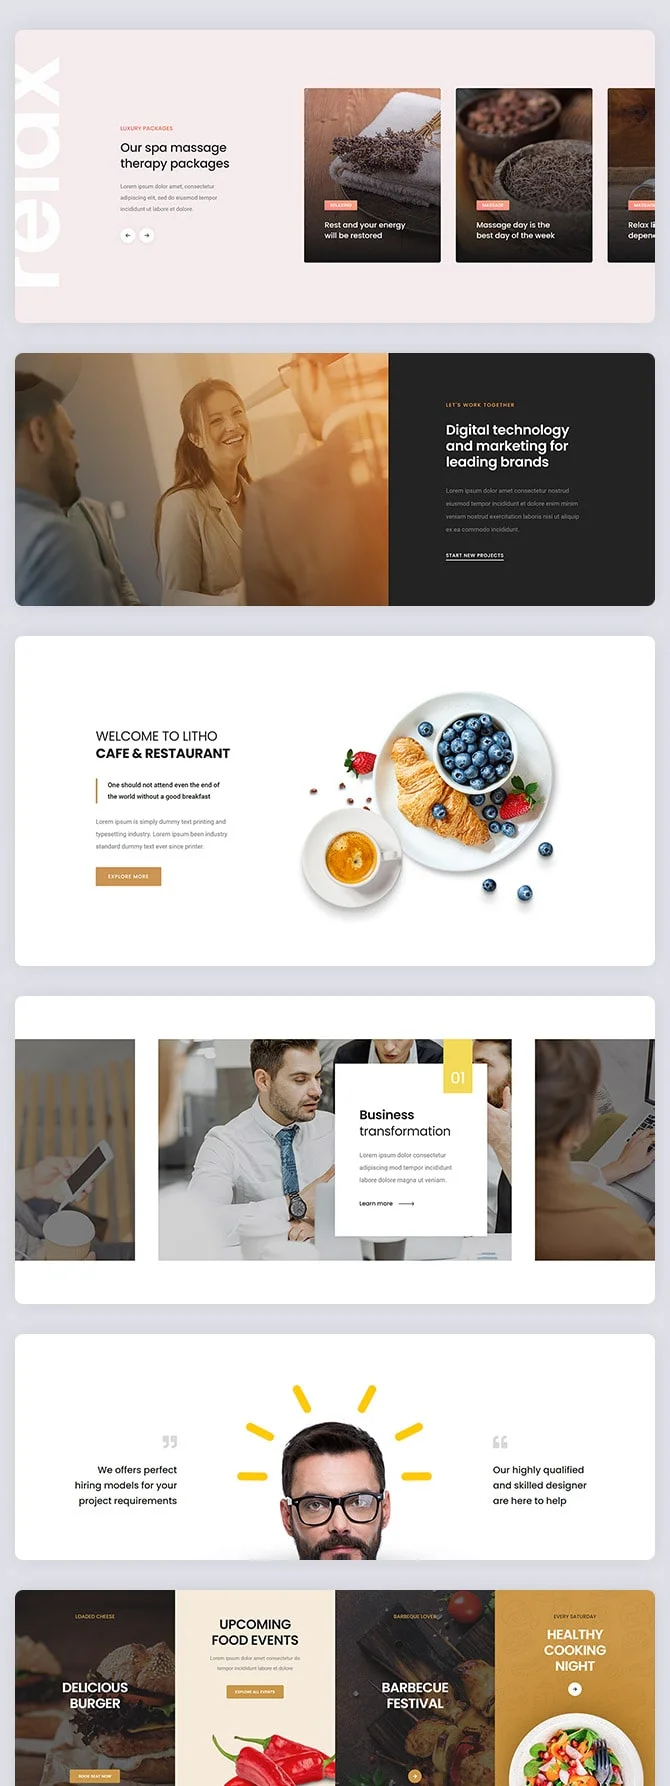 relax
LUXURY PACKAGES
Our spa massage
therapy packages
Lorem ipsum dolor amet, consectetur
adipiscing elit, sed do eiusmod tempor
incididunt ut labore et dolore.
RELAXING
Rest and your energy
will be restored
MASSAGE
Massage day is the
best day of the week
MASSAGE
Relax li
depen
LET'S WORK TOGETHER
Digital technology
and marketing for
leading brands
Lorem ipsum dolor amet consectetur nostrud
eiusmod tempor incididunt et dolore enim minim
veniam nostrud exercitation laboris nisi ut aliquip
ex ea commodo incididunt.
START NEW PROJECTS
WELCOME TO LITHO
CAFE & RESTAURANT
One should not attend even the end of
the world without a good breakfast
Lorem ipsum is simply dummy text printing and
typesetting industry. Lorem ipsum been industry
standard dummy text ever since printer.
EXPLORE MORE
01
Business
transformation
Lorem ipsum dolor consectetur
adipiscing mod tempor incididunt
labore dolore magna ut veniam.
Learn more
We offers perfect
hiring models for your
project requirements
Our highly qualified
and skilled designer
are here to help
LOADED CHEESE
DELICIOUS
BURGER
BOOK SEAT NOW
UPCOMING
FOOD EVENTS
Lorem ipsum dolor amet consectetur do
tempor incididunt labore et dolore
EXPLORE ALL EVENTS
BARBEQUE LOVER
BARBECUE
FESTIVAL
EVERY SATURDAY
HEALTHY
COOKING
NIGHT